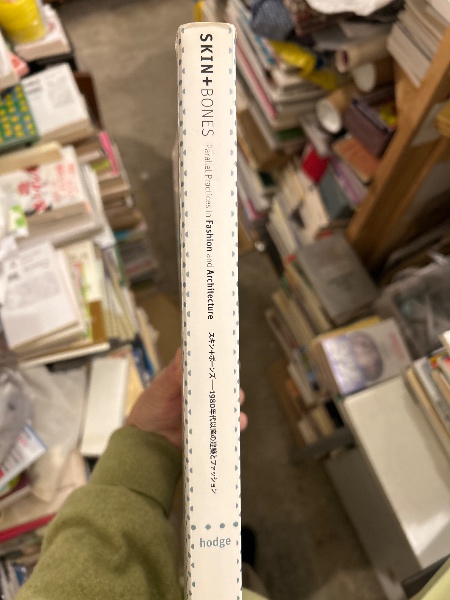 SKIN+BONES Parallel Practices in Fashion and Architecture
スキン+ボーンズ——1980年代以降の建築とファッション
hodge